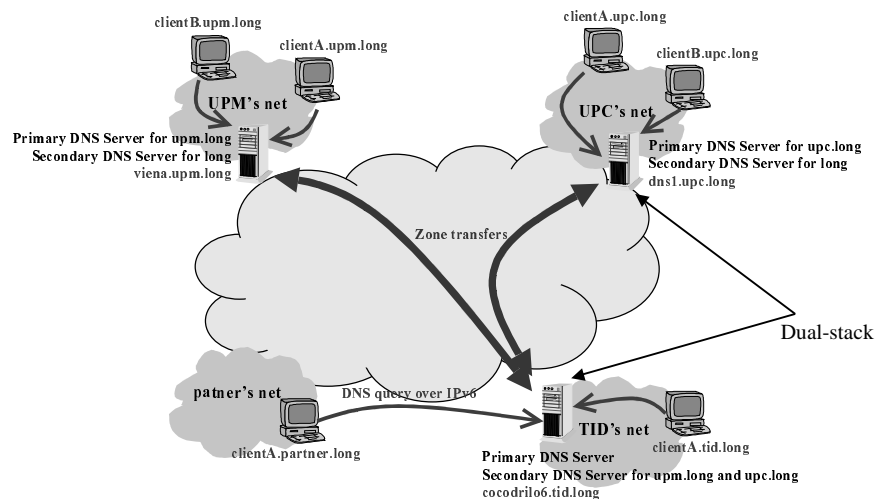 clientB.upm.long
clientA.upm.long
UPM's net
Primary DNS Server for upm.long
Secondary DNS Server for long
viena.upm.long
clientA.upc.long
clientB.upc.long
UPC's net
Primary DNS Server for upc.long
Secondary DNS Server for long
dns1.upc.long
Zone transfers
Dual-stack
patner's net
DNS query over IPv6
clientA.partner.long
TID's net
clientA.tid.long
Primary DNS Server
Secondary DNS Server for upm.long and upc.long
cocodrilo6.tid.long